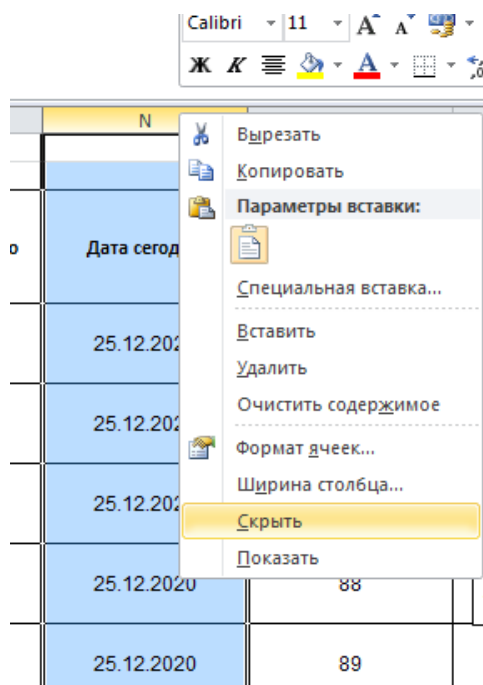 Calibri 11 A A
Ж К A
N
Вырезать
Копировать
Параметры вставки:
Специальная вставка...
Вставить
Удалить
Очистить содержимое
Формат ячеек...
Ширина столбца...
Скрыть
Показать
о Дата сегод
25.12.202
25.12.202
25.12.202
25.12.2020 88
25.12.2020 89